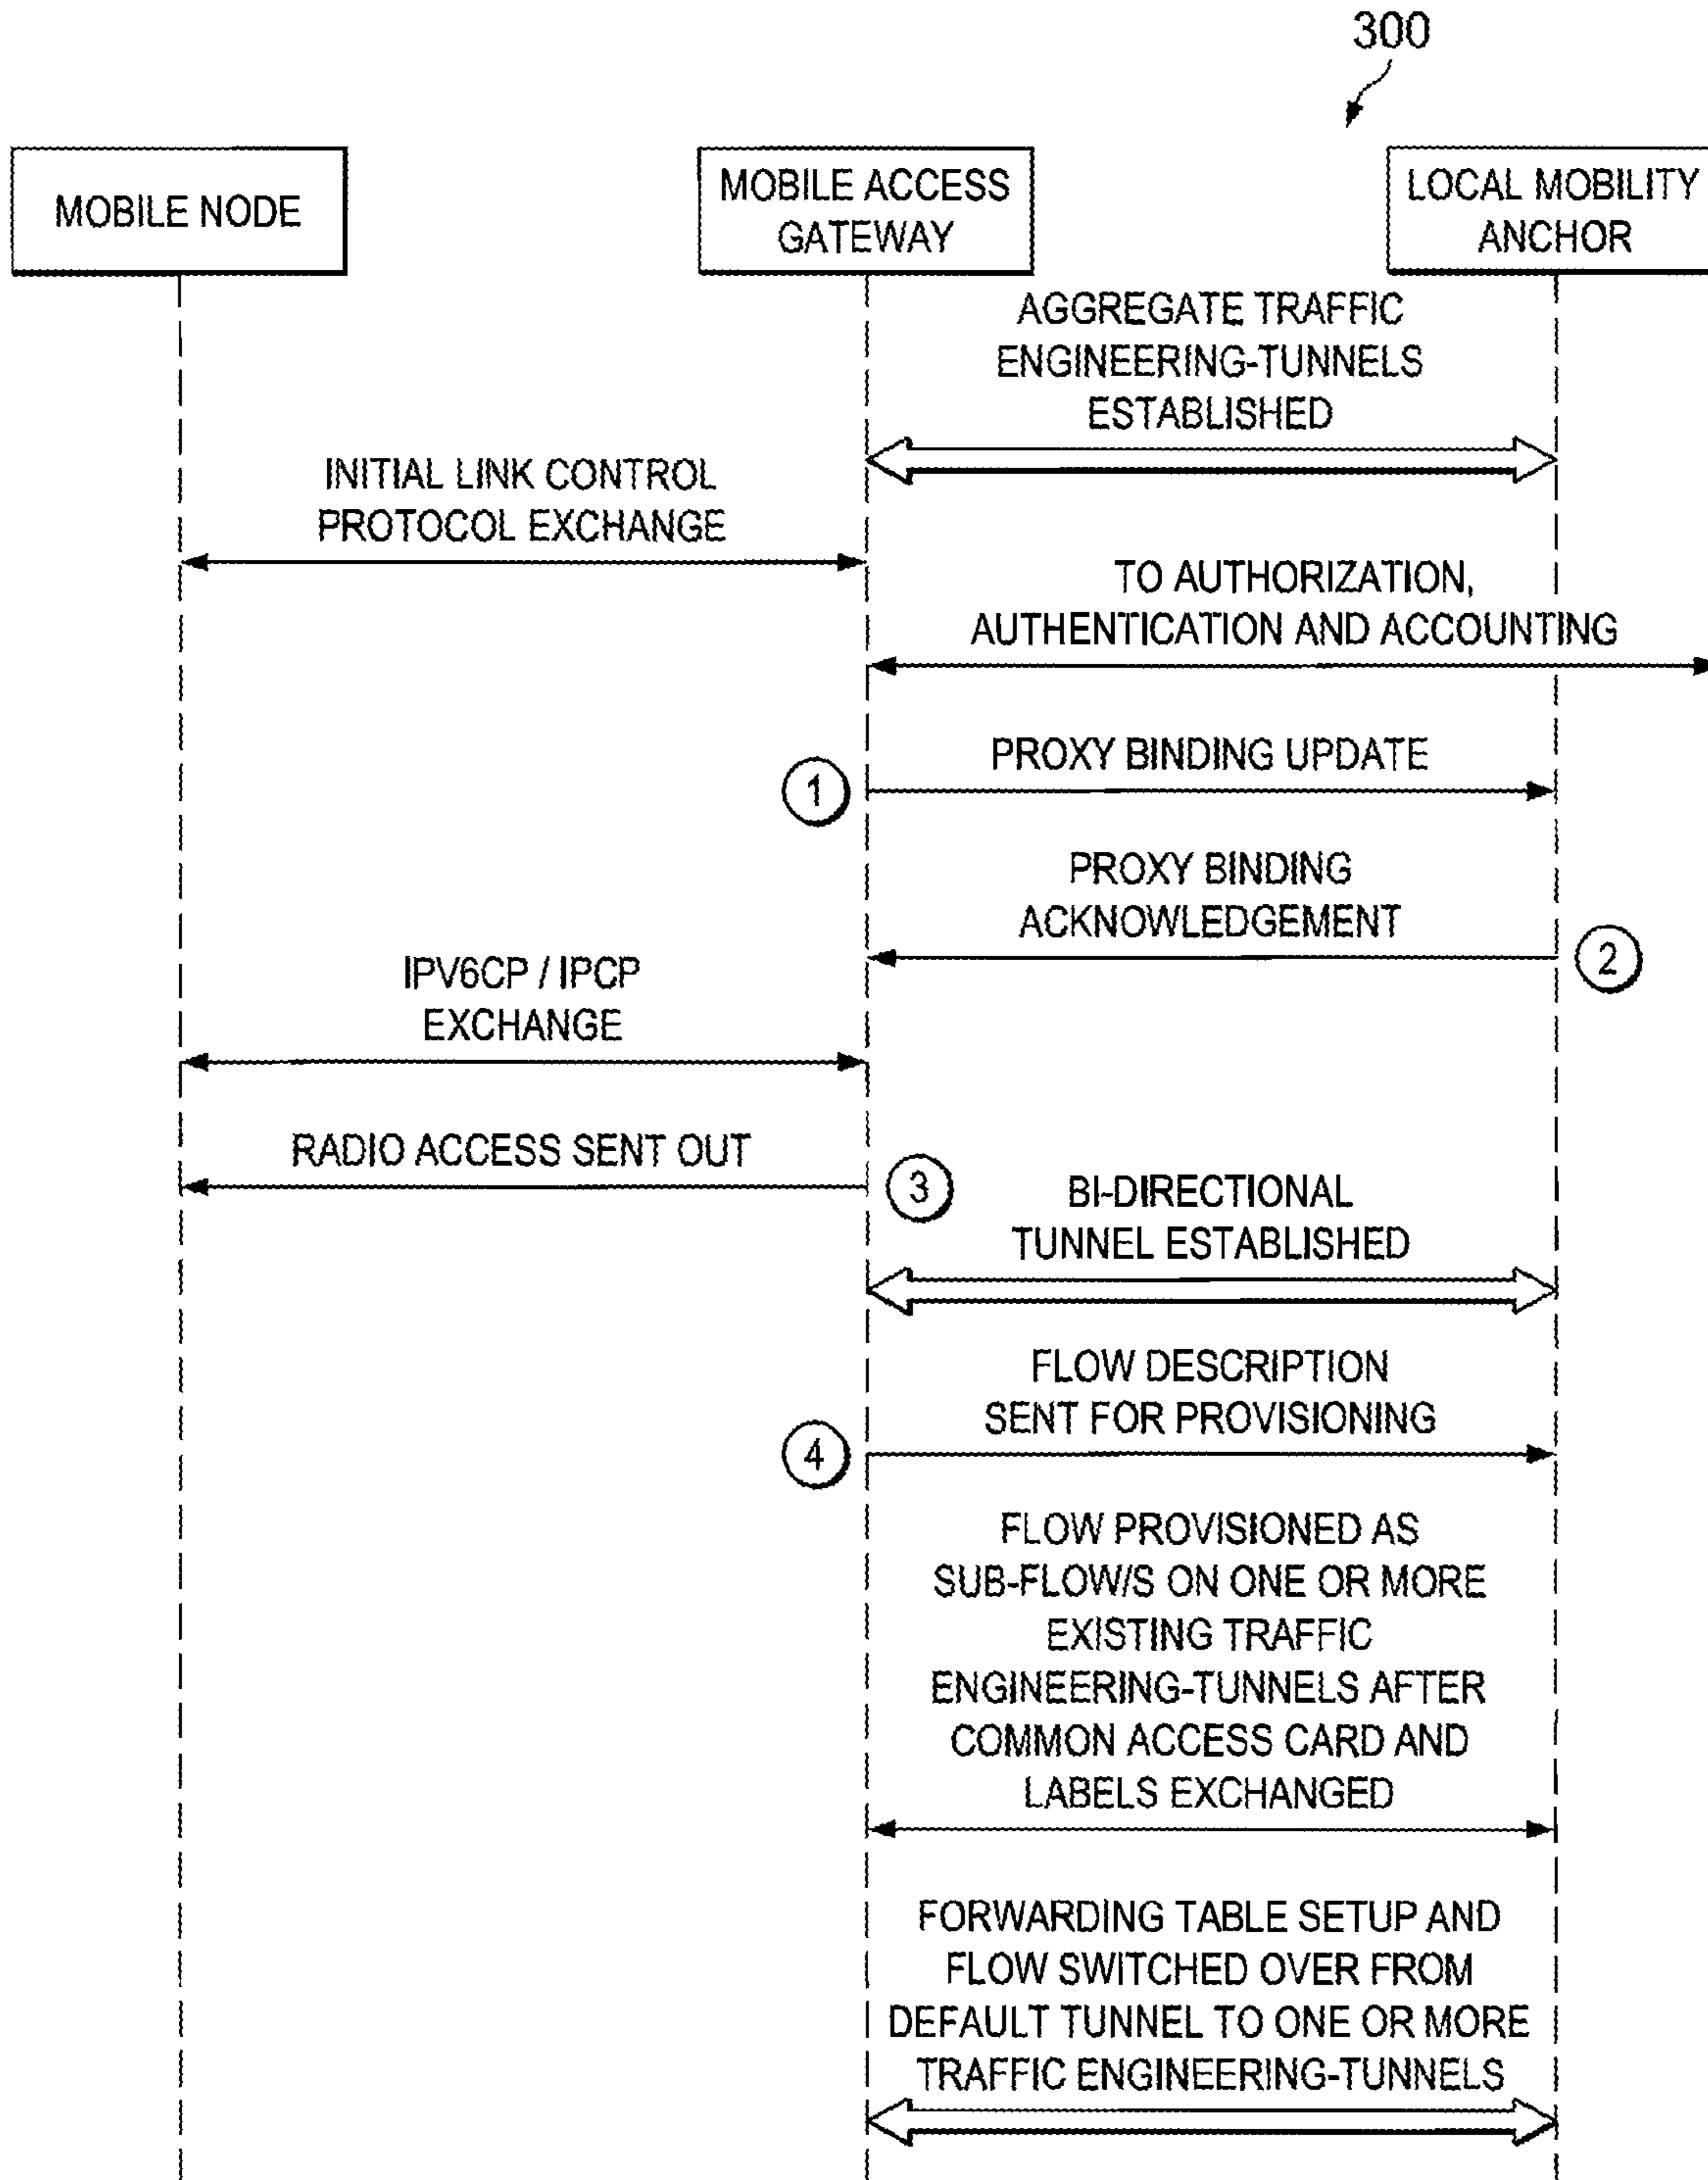 300
MOBILE NODE
MOBILE ACCESS
GATEWAY
LOCAL MOBILITY
ANCHOR
AGGREGATE TRAFFIC
ENGINEERING-TUNNELS
ESTABLISHED
INITIAL LINK CONTROL
PROTOCOL EXCHANGE
TO AUTHORIZATION,
AUTHENTICATION AND ACCOUNTING
PROXY BINDING UPDATE
1
PROXY BINDING
ACKNOWLEDGEMENT
2
IPV6CP / IPCP
EXCHANGE
RADIO ACCESS SENT OUT
3
BI-DIRECTIONAL
TUNNEL ESTABLISHED
FLOW DESCRIPTION
SENT FOR PROVISIONING
4
FLOW PROVISIONED AS
SUB-FLOW/S ON ONE OR MORE
EXISTING TRAFFIC
ENGINEERING-TUNNELS AFTER
COMMON ACCESS CARD AND
LABELS EXCHANGED
FORWARDING TABLE SETUP AND
FLOW SWITCHED OVER FROM
DEFAULT TUNNEL TO ONE OR MORE
TRAFFIC ENGINEERING-TUNNELS